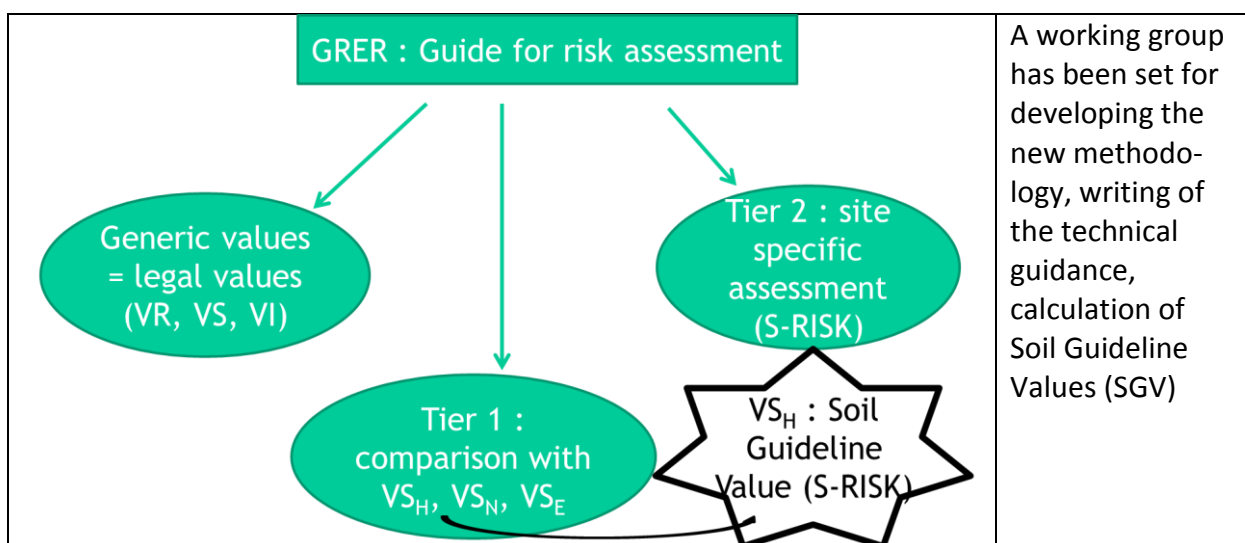 GRER : Guide for risk assessment
Generic values
= legal values
(VR, VS, VI)
Tier 2 : site
specific
assessment
(S-RISK)
Tier 1 :
comparison with
VSH, VSN, VSE
VSH : Soil
Guideline
Value (S-RISK)
A working group
has been set for
developing the
new methodo-
logy, writing of
the technical
guidance,
calculation of
Soil Guideline
Values (SGV)